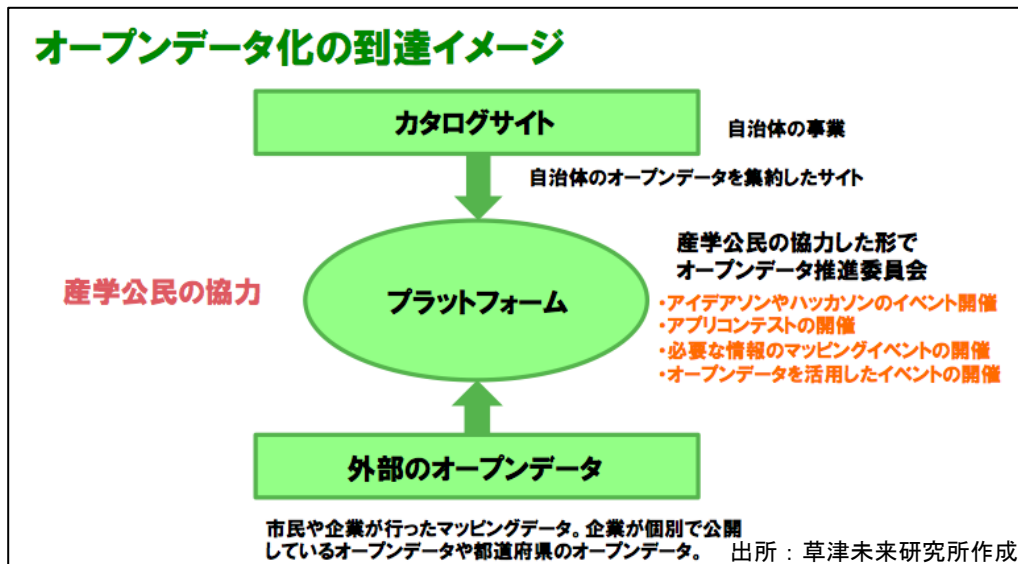 オープンデータ化の到達イメージ
カタログサイト
自治体の事業
自治体のオープンデータを集約したサイト
産学公民の協力
プラットフォーム
産学公民の協力した形で
オープンデータ推進委員会
・アイデアソンやハッカソンのイベント開催
・アプリコンテストの開催
・必要な情報のマッピングイベントの開催
・オープンデータを活用したイベントの開催
外部のオープンデータ
市民や企業が行ったマッピングデータ。企業が個別で公開
しているオープンデータや都道府県のオープンデータ。
出所：草津未来研究所作成